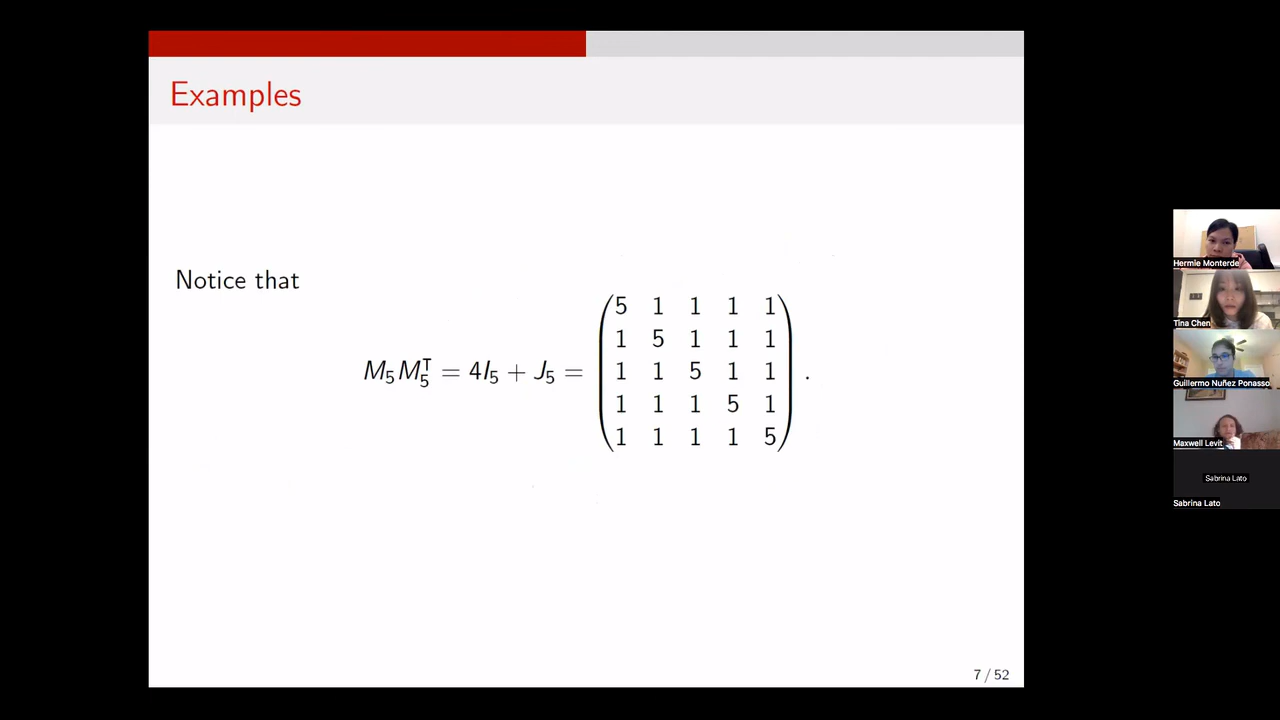 Examples
Notice that
M₅M₅ᵀ = 4I₅ + J₅ =
5 1 1 1 1
1 5 1 1 1
1 1 5 1 1
1 1 1 5 1
1 1 1 1 5
.
7 / 52
Hermie Monterde
Tina Chen
Guillermo Nuñez Ponasso
Maxwell Levit
Sabrina Lato
Sabrina Lato